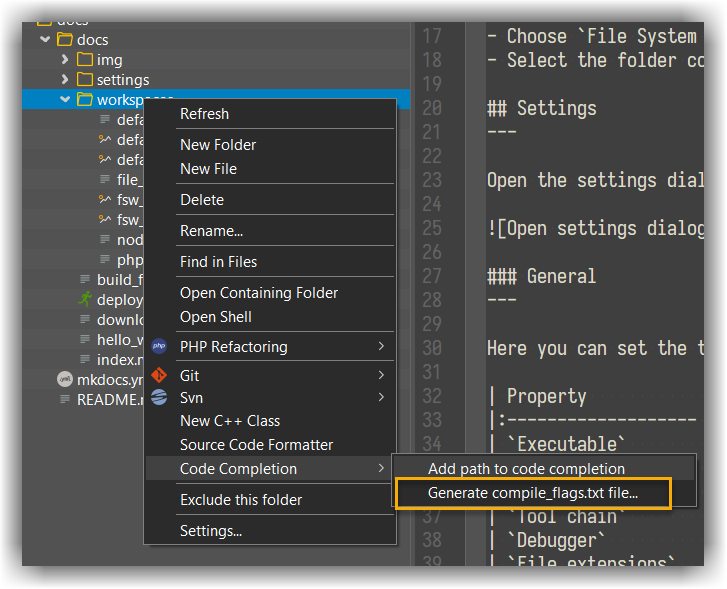 docs
docs
img
settings
workspaces
Refresh
New Folder
New File
Delete
Rename...
Find in Files
Open Containing Folder
Open Shell
PHP Refactoring
Git
Svn
New C++ Class
Source Code Formatter
Code Completion
Exclude this folder
Settings...
Add path to code completion
Generate compile_flags.txt file...
defa
defa
defa
file_
fsw_
fsw_
nod
php
build_f
deploy
downlo
hello_w
index.m
mkdocs.ym
README.m
php
yml
17 - Choose `File System
18 - Select the folder co
19
20 ## Settings
21 ---
22
23 Open the settings dial
24
25 ![Open settings dialog
26
27 ### General
28 ---
29
30 Here you can set the t
31
32 | Property
33 |:------------------
34 | `Executable`
37 | `Tool chain`
38 | `Debugger`
39 | `File extensions`